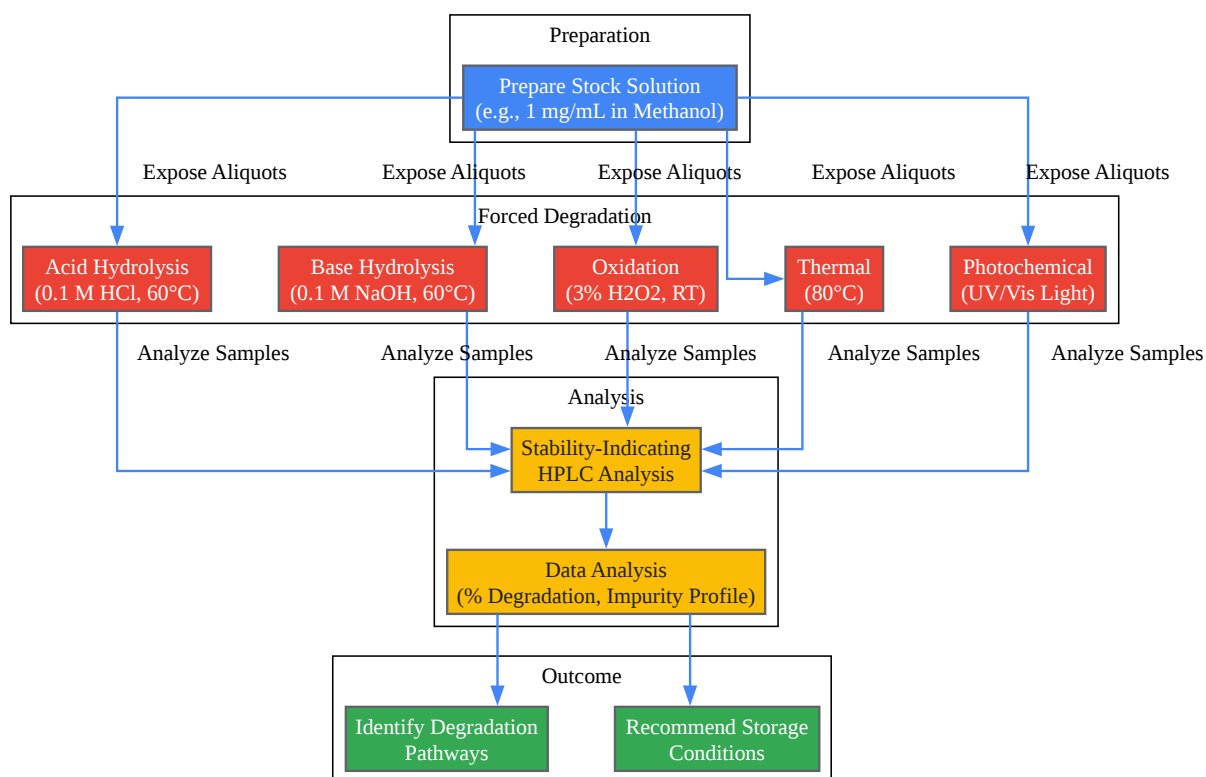 Preparation
Prepare Stock Solution
(e.g., 1 mg/mL in Methanol)
Expose Aliquots
Expose Aliquots
Expose Aliquots
Expose Aliquots
Expose Aliquots
Forced Degradation
Acid Hydrolysis
(0.1 M HCl, 60°C)
Base Hydrolysis
(0.1 M NaOH, 60°C)
Oxidation
(3% H2O2, RT)
Thermal
(80°C)
Photochemical
(UV/Vis Light)
Analyze Samples
Analyze Samples
Analyze Samples
Analyze Samples
Analyze Samples
Analysis
Stability-Indicating
HPLC Analysis
Data Analysis
(% Degradation, Impurity Profile)
Outcome
Identify Degradation
Pathways
Recommend Storage
Conditions